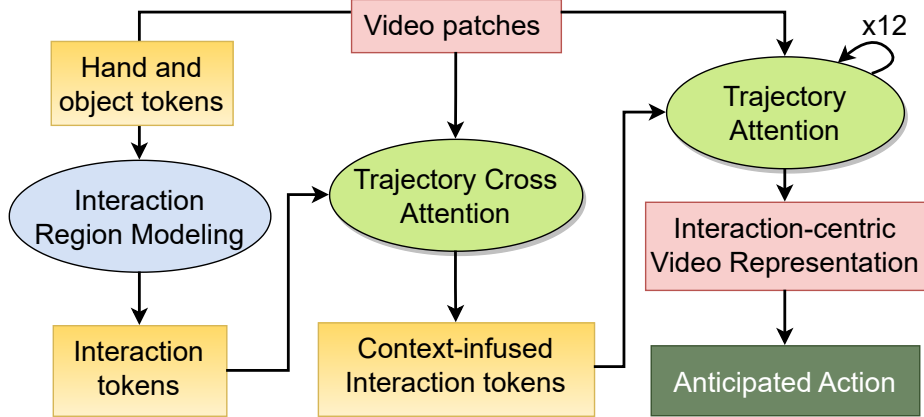 Video patches
x12
Hand and
object tokens
Trajectory
Attention
Interaction
Region Modeling
Trajectory Cross
Attention
Interaction-centric
Video Representation
Interaction
tokens
Context-infused
Interaction tokens
Anticipated Action